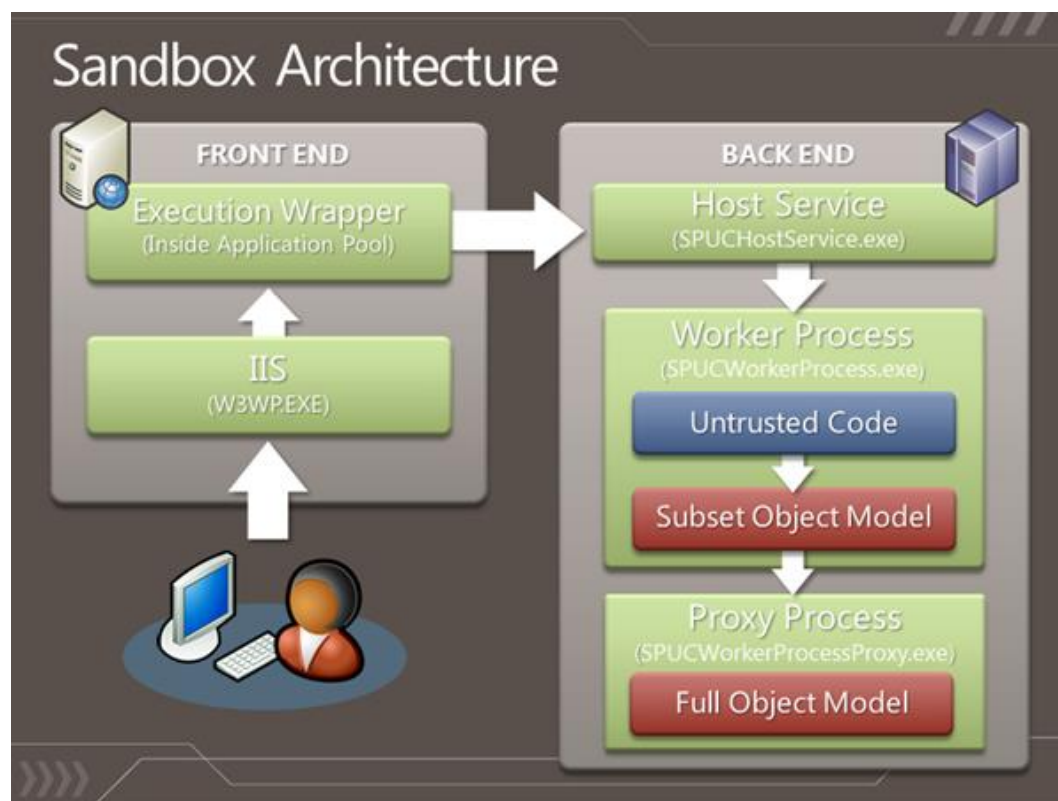 Sandbox Architecture
FRONT END
Execution Wrapper
(Inside Application Pool)
IIS
(W3WP.EXE)
BACK END
Host Service
(SPUCHostService.exe)
Worker Process
(SPUCWorkerProcess.exe)
Untrusted Code
Subset Object Model
Proxy Process
(SPUCWorkerProcessProxy.exe)
Full Object Model